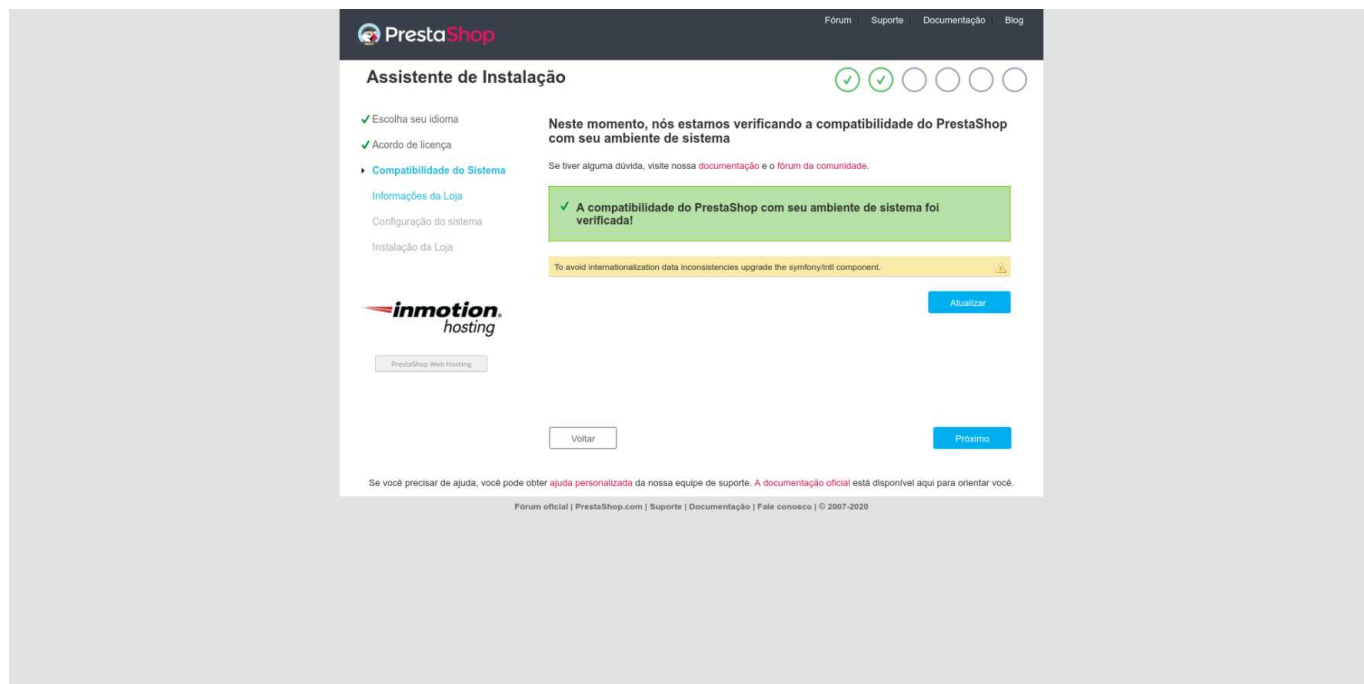 PrestaShop
Fórum
Suporte
Documentação
Blog
Assistente de Instalação
Escolha seu idioma
Acordo de licença
Compatibilidade do Sistema
Informações da Loja
Configuração do sistema
Instalação da Loja
inmotion.
hosting
PrestaShop Web Hosting
Neste momento, nós estamos verificando a compatibilidade do PrestaShop
com seu ambiente de sistema
Se tiver alguma dúvida, visite nossa documentação e o fórum da comunidade.
A compatibilidade do PrestaShop com seu ambiente de sistema foi
verificada!
To avoid internationalization data inconsistencies upgrade the symfony/intl component.
Atualizar
Voltar
Próximo
Se você precisar de ajuda, você pode obter ajuda personalizada da nossa equipe de suporte. A documentação oficial está disponível aqui para orientar você.
Fórum oficial | PrestaShop.com | Suporte | Documentação | Fale conosco | © 2007-2020